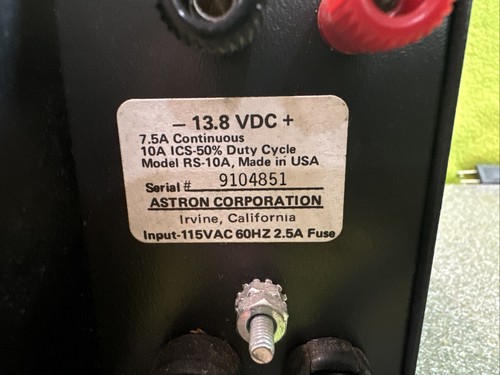 – 13.8 VDC +
7.5A Continuous
10A ICS-50% Duty Cycle
Model RS-10A, Made in USA
Serial # 9104851
ASTRON CORPORATION
Irvine, California
Input-115VAC 60HZ 2.5A Fuse